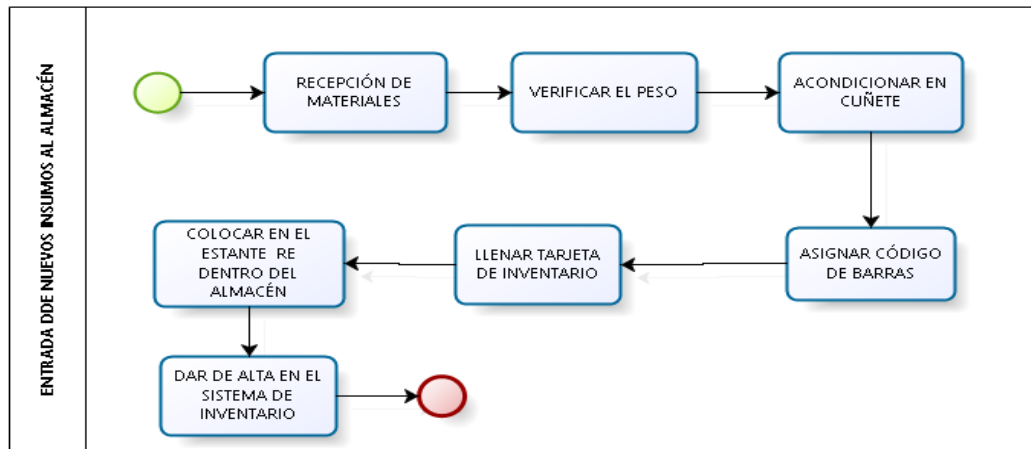 ENTRADA DDE NUEVOS INSUMOS AL ALMACÉN
RECEPCIÓN DE
MATERIALES
VERIFICAR EL PESO
ACONDICIONAR EN
CUÑETE
ASIGNAR CÓDIGO
DE BARRAS
LLENAR TARJETA
DE INVENTARIO
COLOCAR EN EL
ESTANTE RE
DENTRO DEL
ALMACÉN
DAR DE ALTA EN EL
SISTEMA DE
INVENTARIO